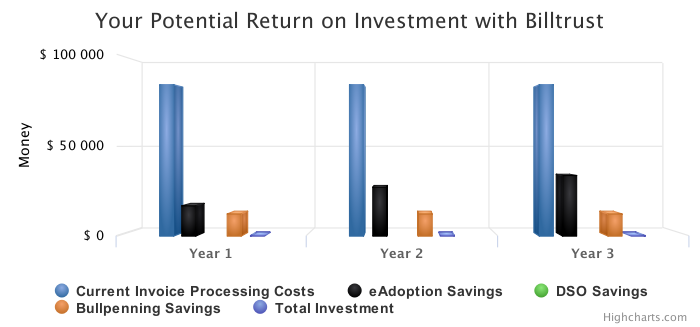 Your Potential Return on Investment with Billtrust
$ 100 000
$ 50 000
$ 0
Money
Year 1 Year 2 Year 3
Current Invoice Processing Costs eAdoption Savings DSO Savings
Bullpenning Savings Total Investment
Highcharts.com